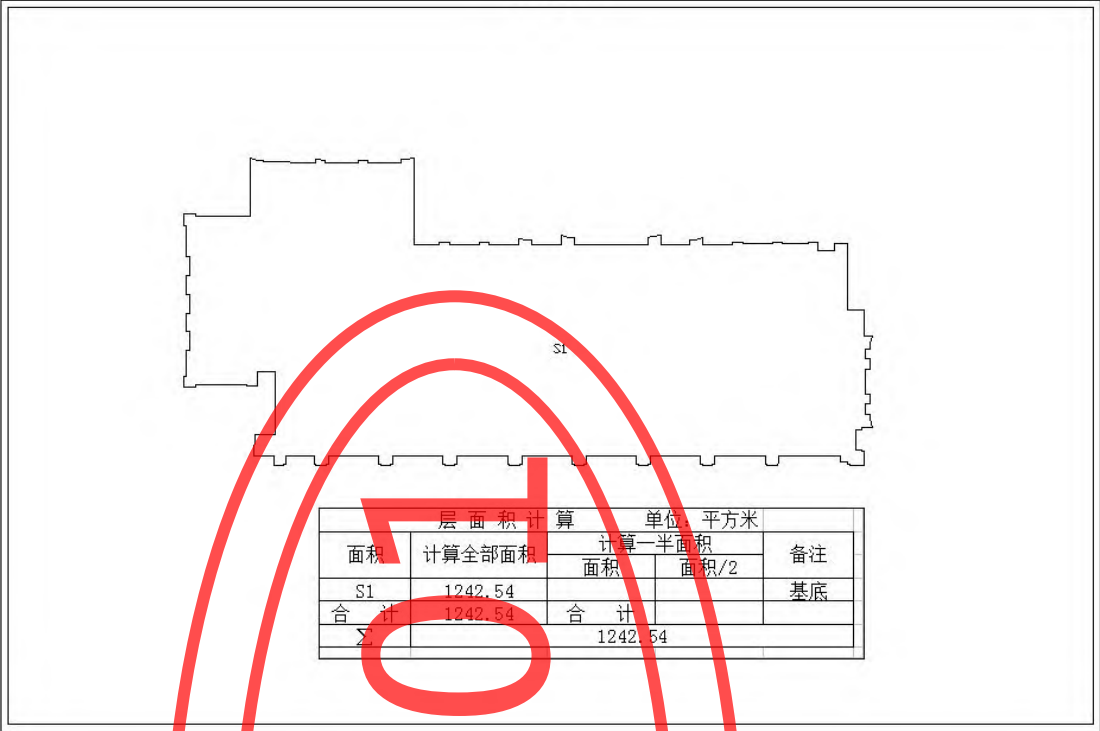 S1
层 面 积 计 算 单位：平方米
面积 计算全部面积 计算一半面积 备注
面积 面积/2
S1 1242.54 基底
合 计 1242.54 合 计
Σ 1242.54
10